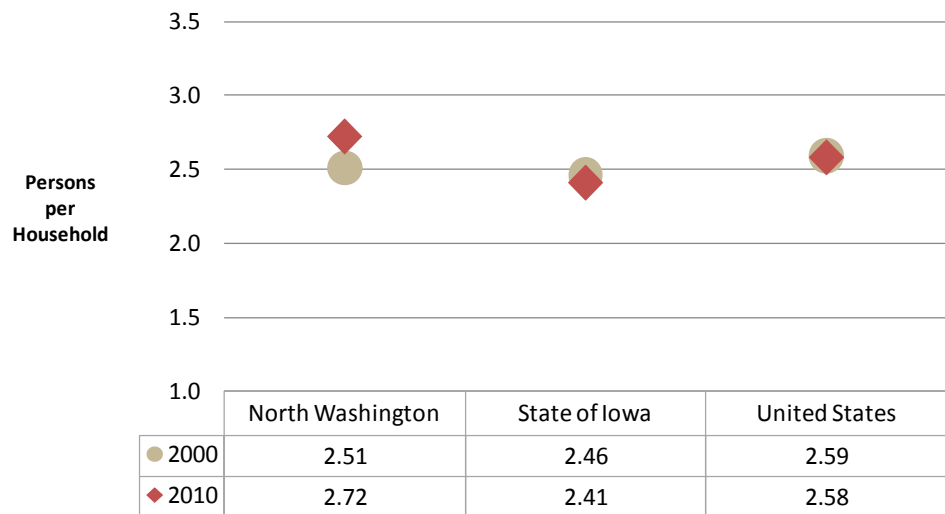 3.5
3.0
2.5
2.0
1.5
1.0
Persons
per
Household
North Washington State of Iowa United States
2000 2.51 2.46 2.59
2010 2.72 2.41 2.58